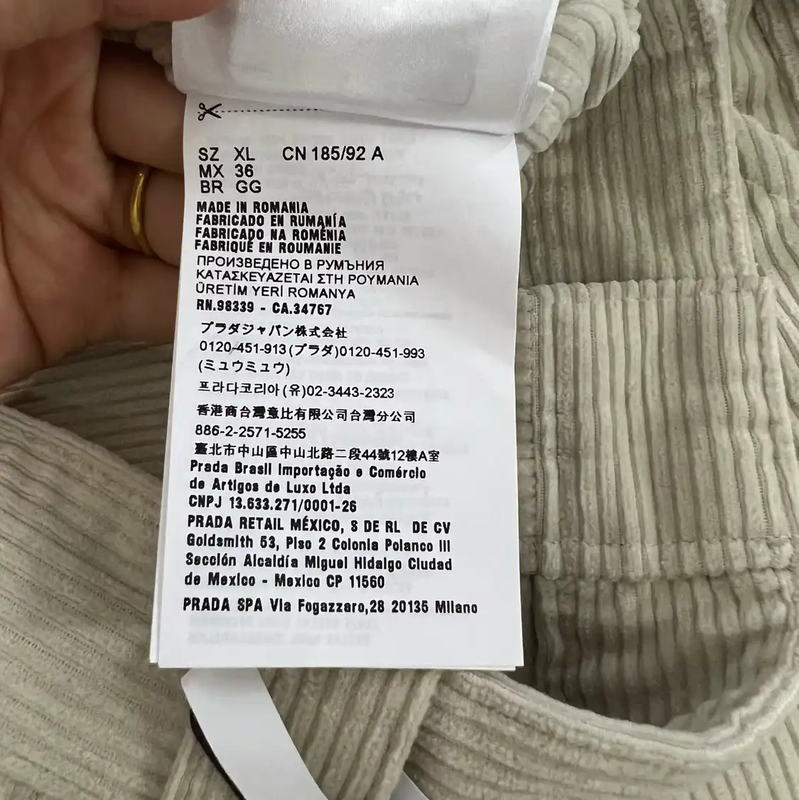 SZ XL CN 185/92 A
MX 36
BR GG
MADE IN ROMANIA
FABRICADO EN RUMANÍA
FABRICADO NA ROMÉNIA
FABRIQUÉ EN ROUMANIE
ПРОИЗВЕДЕНО В РУМЪНИЯ
ΚΑΤΑΣΚΕΥΑΖΕΤΑΙ ΣΤΗ ΡΟΥΜΑΝΙΑ
ÜRETİM YERİ ROMANYA
RN.98339 - CA.34767
プラダジャパン株式会社
0120-451-913(プラダ)0120-451-993
(ミュウミュウ)
프라다코리아(유)02-3443-2323
香港商台灣意比有限公司台灣分公司
886-2-2571-5255
臺北市中山區中山北路二段44號12樓A室
Prada Brasil Importação e Comércio
de Artigos de Luxo Ltda
CNPJ 13.633.271/0001-26
PRADA RETAIL MÉXICO, S DE RL DE CV
Goldsmith 53, Piso 2 Colonia Polanco III
Sección Alcaldía Miguel Hidalgo Ciudad
de Mexico - Mexico CP 11560
PRADA SPA Via Fogazzaro,28 20135 Milano